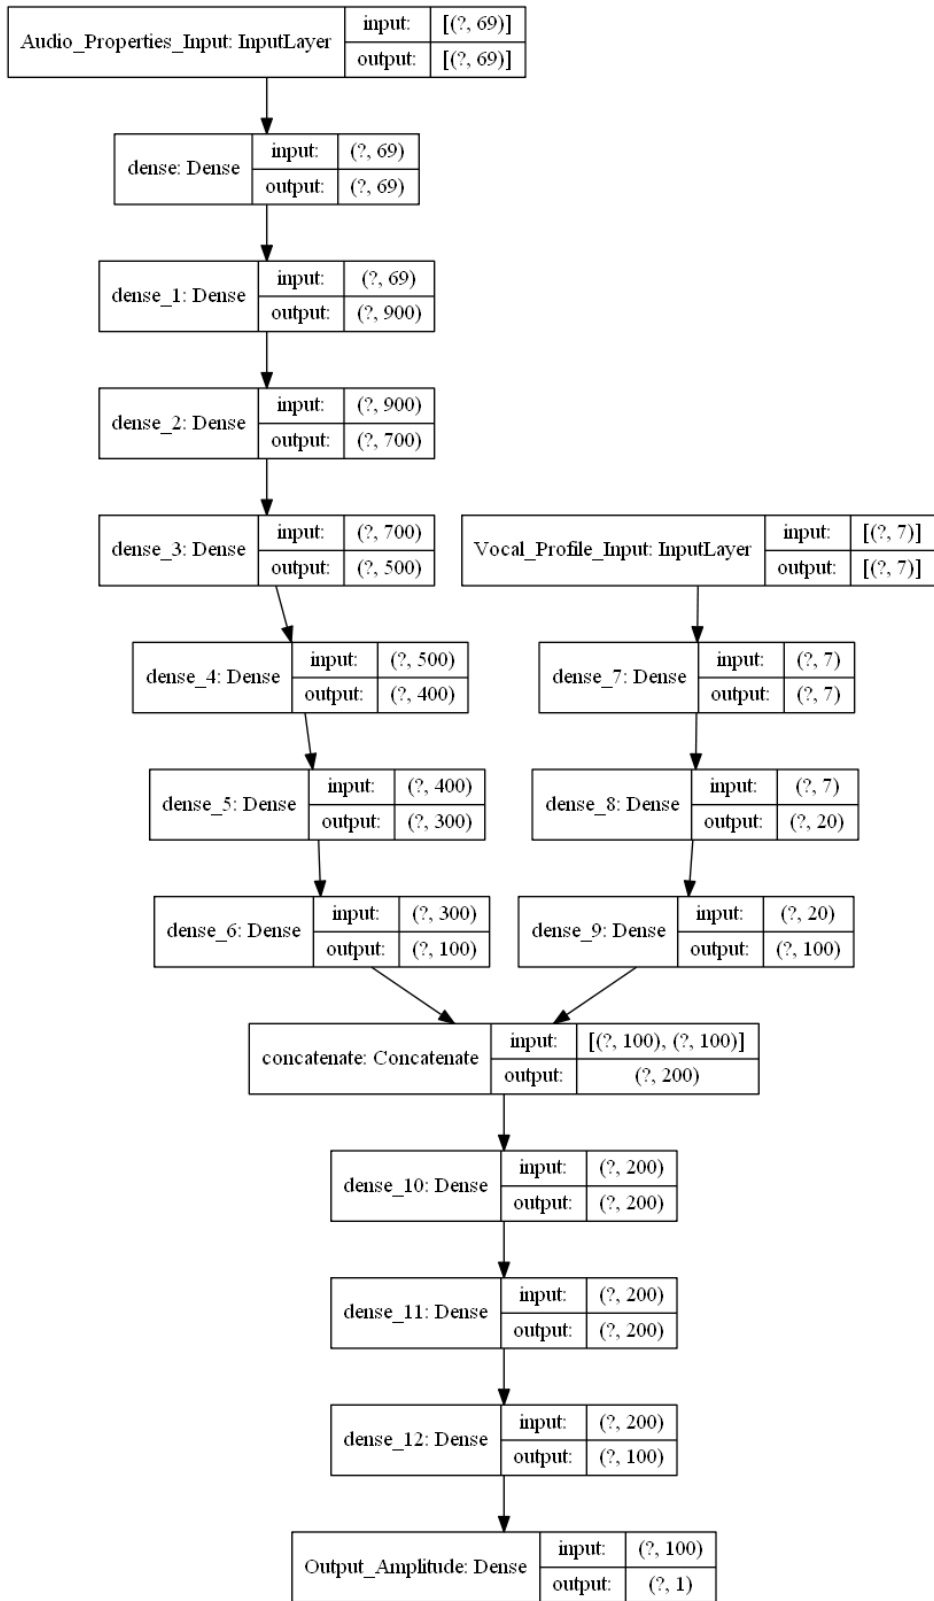 Audio_Properties_Input: InputLayer input: [(?, 69)]
output: [(?, 69)]
dense: Dense input: (?, 69)
output: (?, 69)
dense_1: Dense input: (?, 69)
output: (?, 900)
dense_2: Dense input: (?, 900)
output: (?, 700)
dense_3: Dense input: (?, 700)
output: (?, 500)
Vocal_Profile_Input: InputLayer input: [(?, 7)]
output: [(?, 7)]
dense_4: Dense input: (?, 500)
output: (?, 400)
dense_7: Dense input: (?, 7)
output: (?, 7)
dense_5: Dense input: (?, 400)
output: (?, 300)
dense_8: Dense input: (?, 7)
output: (?, 20)
dense_6: Dense input: (?, 300)
output: (?, 100)
dense_9: Dense input: (?, 20)
output: (?, 100)
concatenate: Concatenate input: [(?, 100), (?, 100)]
output: (?, 200)
dense_10: Dense input: (?, 200)
output: (?, 200)
dense_11: Dense input: (?, 200)
output: (?, 200)
dense_12: Dense input: (?, 200)
output: (?, 100)
Output_Amplitude: Dense input: (?, 100)
output: (?, 1)